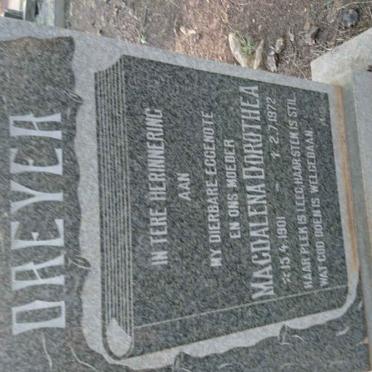 DREYER
IN TERE HERINNERING
AAN
MY DIERBARE EGGENOTE
EN ONS MOEDER
MAGDALENA DOROTHEA
*: 15.4.1901 - †: 2.7.1972
HAAR PLEK IS LEEG, HAAR STEM IS STIL
WAT GOD DOEN IS WELGEDAAN.